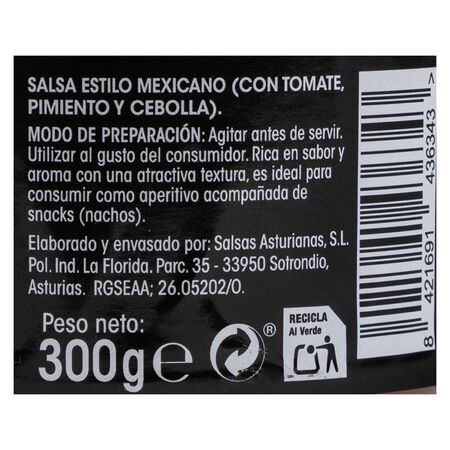 SALSA ESTILO MEXICANO (CON TOMATE,
PIMIENTO Y CEBOLLA).
MODO DE PREPARACIÓN: Agitar antes de servir.
Utilizar al gusto del consumidor. Rica en sabor y
aroma con una atractiva textura, es ideal para
consumir como aperitivo acompañada de
snacks (nachos).
Elaborado y envasado por: Salsas Asturianas, S.L.
Pol. Ind. La Florida. Parc. 35 - 33950 Sotrondio,
Asturias. RGSEAA; 26.05202/O.
Peso neto:
300g e
®
RECICLA
Al Verde
8 421691 436343 >